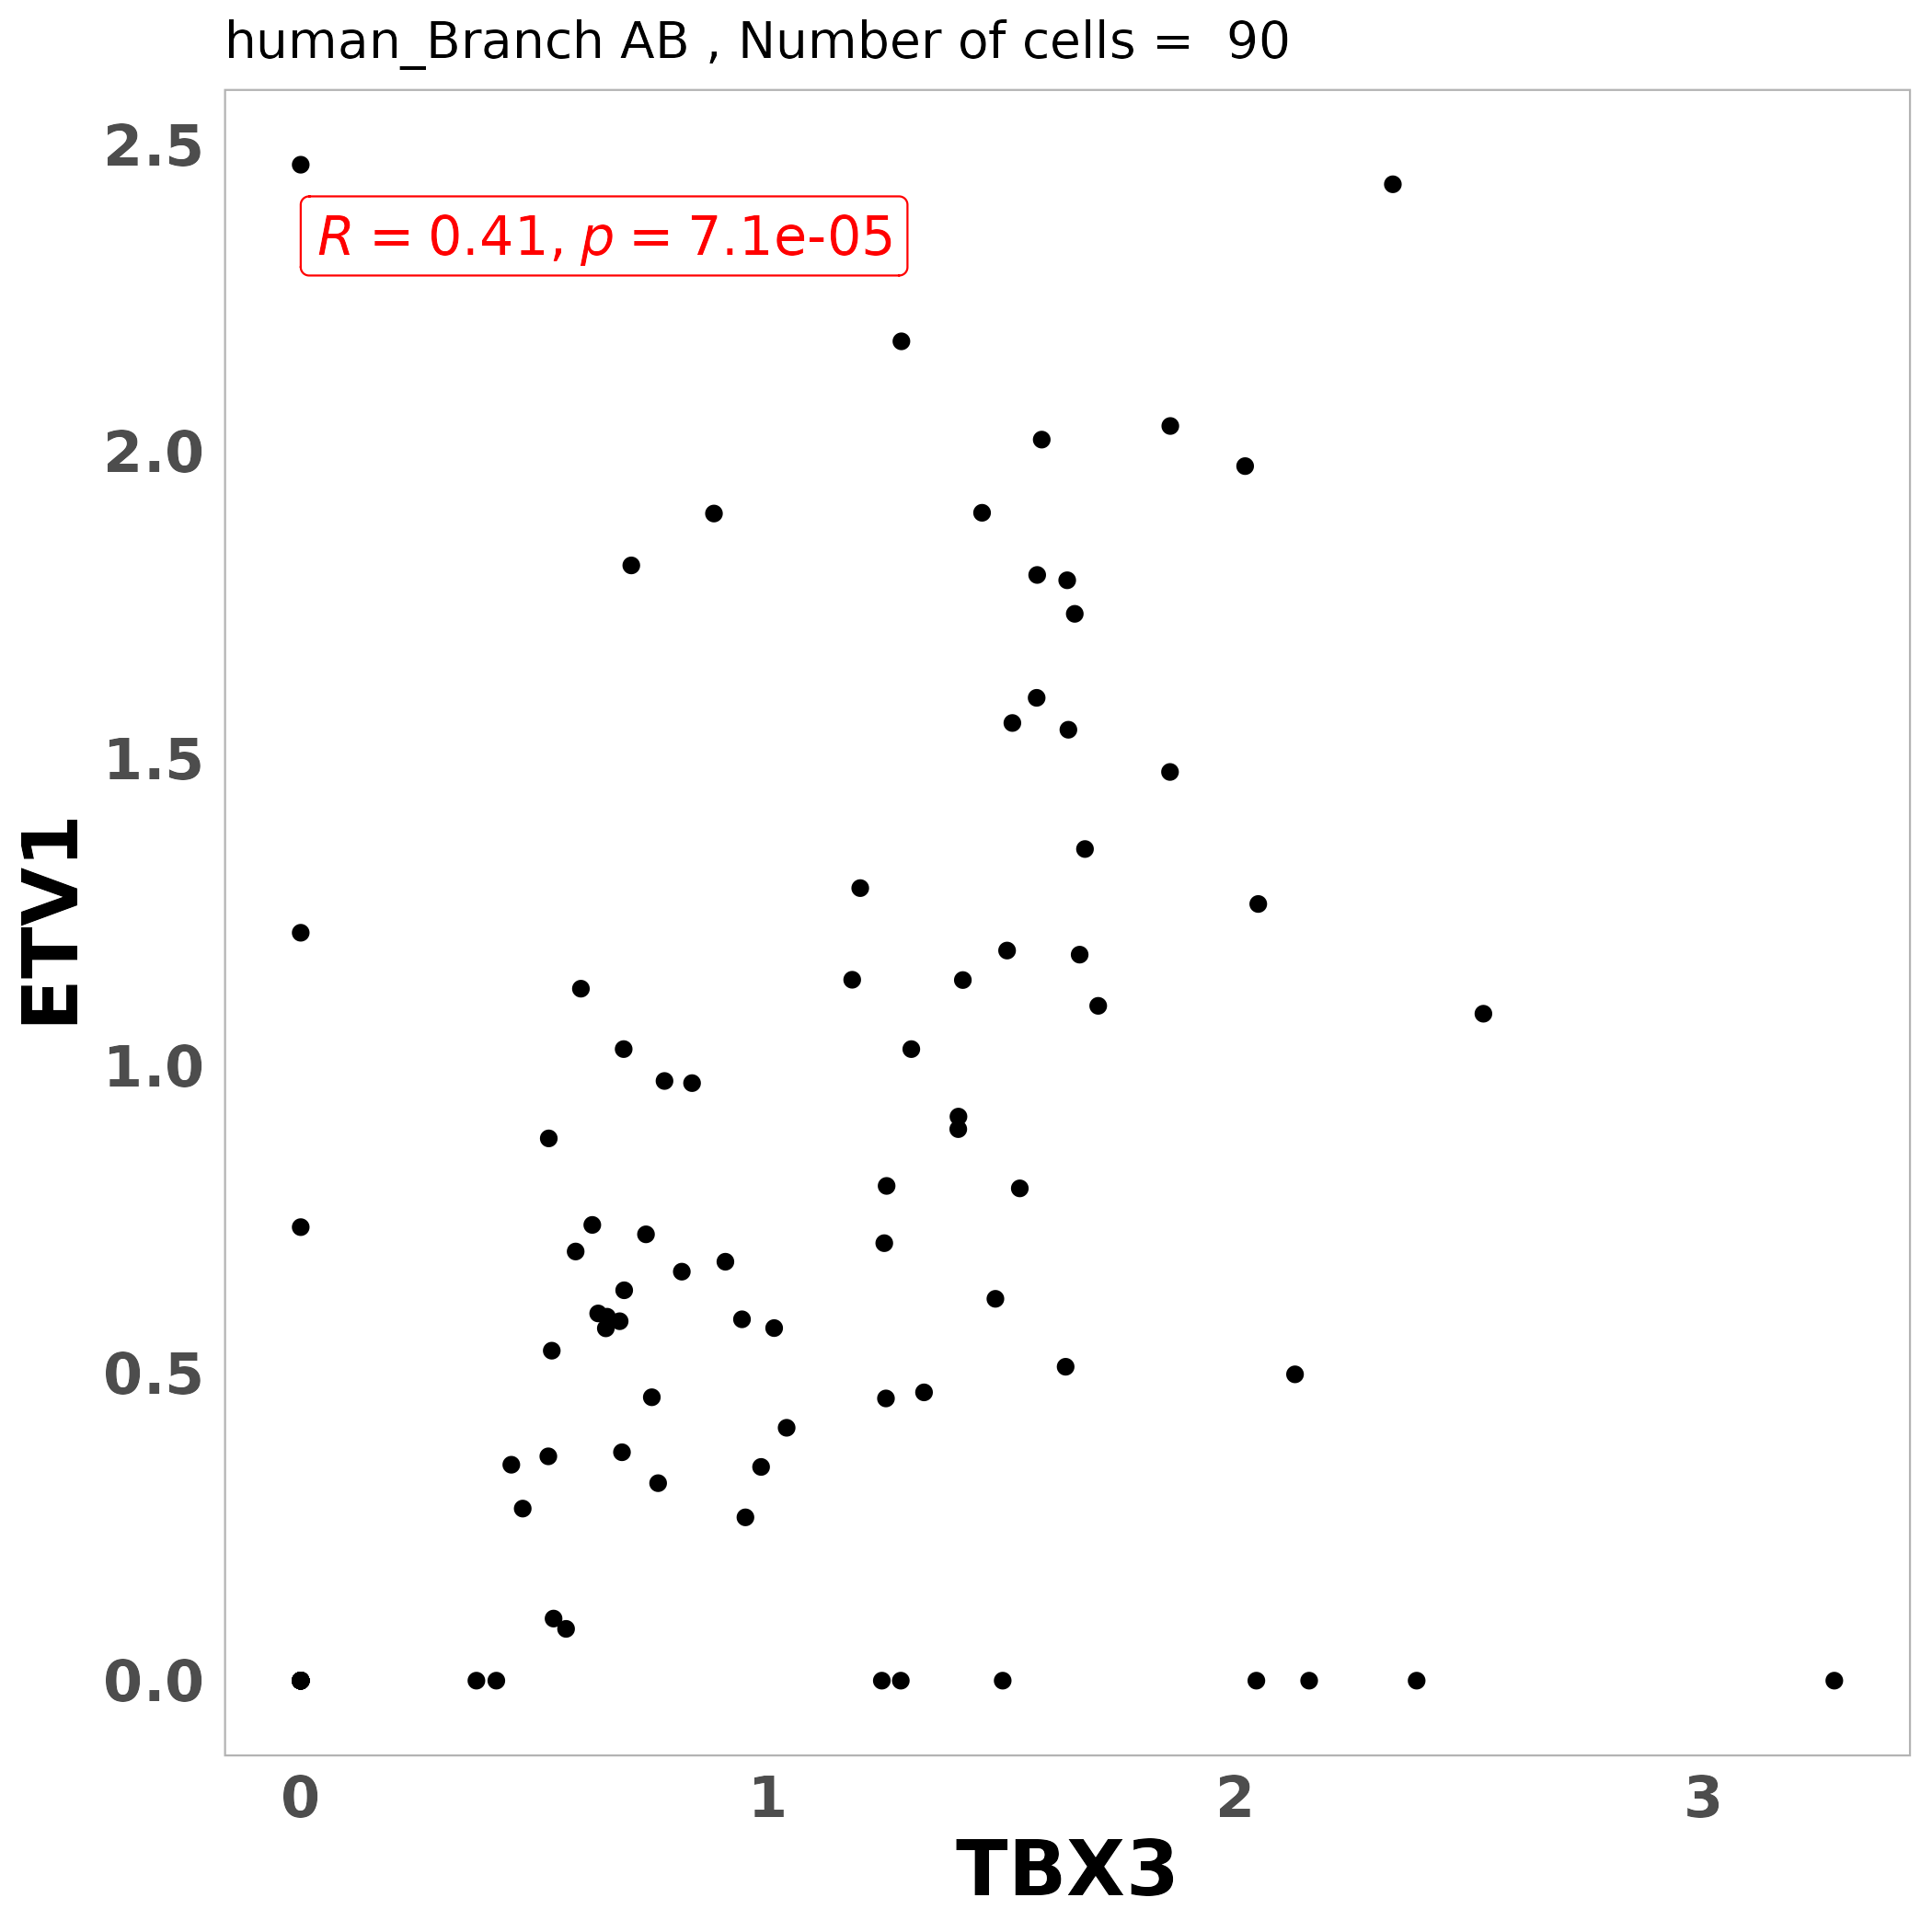 human_Branch AB , Number of cells =  90
R = 0.41, p = 7.1e-05
2.5
2.0
1.5
1.0
0.5
0.0
ETV1
0 1 2 3
TBX3